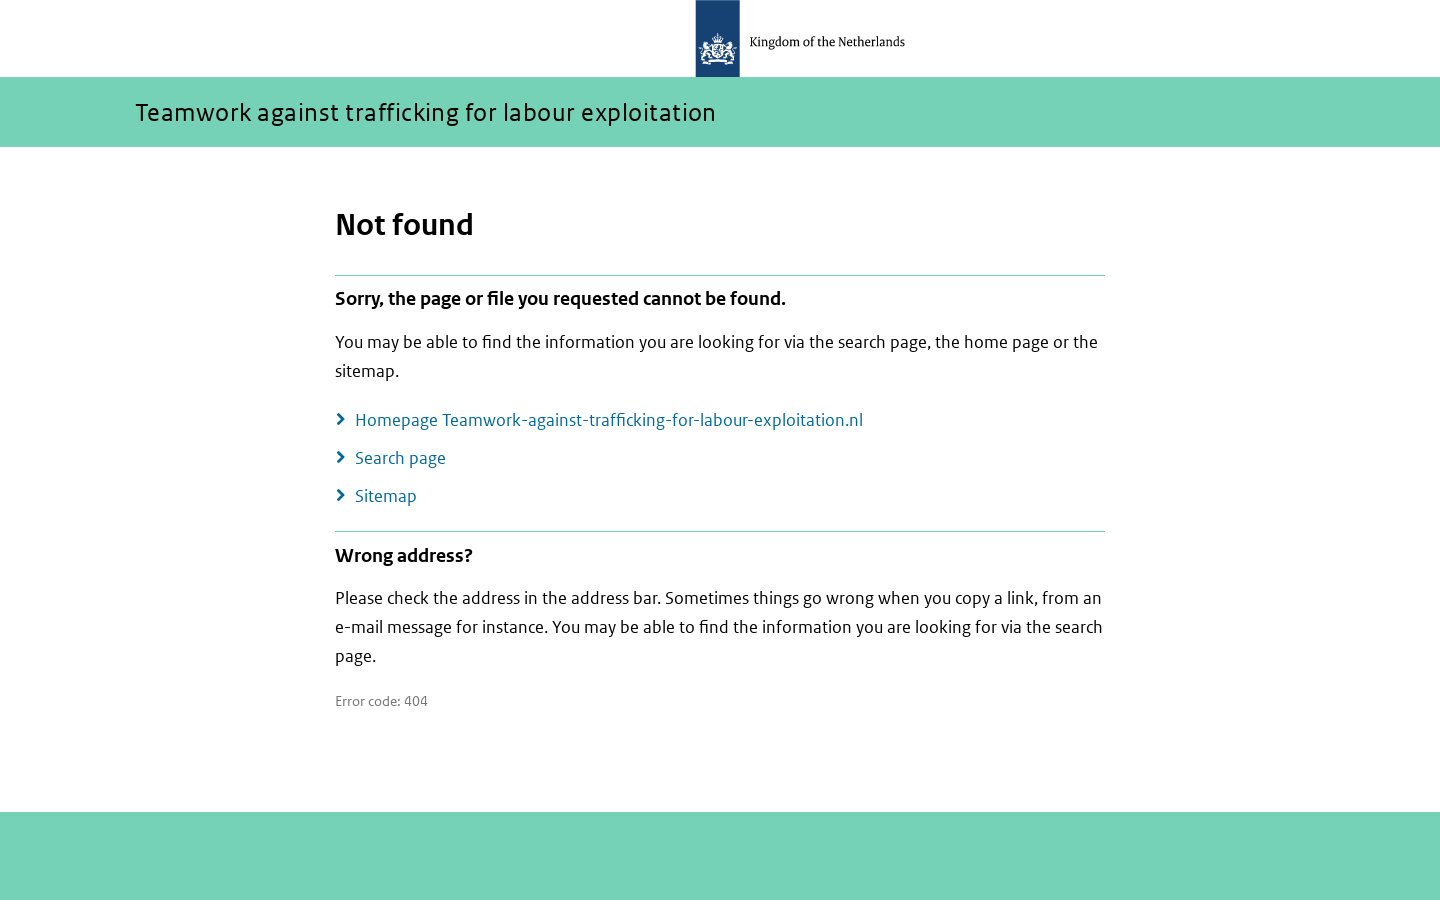 Kingdom of the Netherlands
Teamwork against trafficking for labour exploitation
Not found
Sorry, the page or file you requested cannot be found.
You may be able to find the information you are looking for via the search page, the home page or the
sitemap.
Homepage Teamwork-against-trafficking-for-labour-exploitation.nl
Search page
Sitemap
Wrong address?
Please check the address in the address bar. Sometimes things go wrong when you copy a link, from an
e-mail message for instance. You may be able to find the information you are looking for via the search
page.
Error code: 404